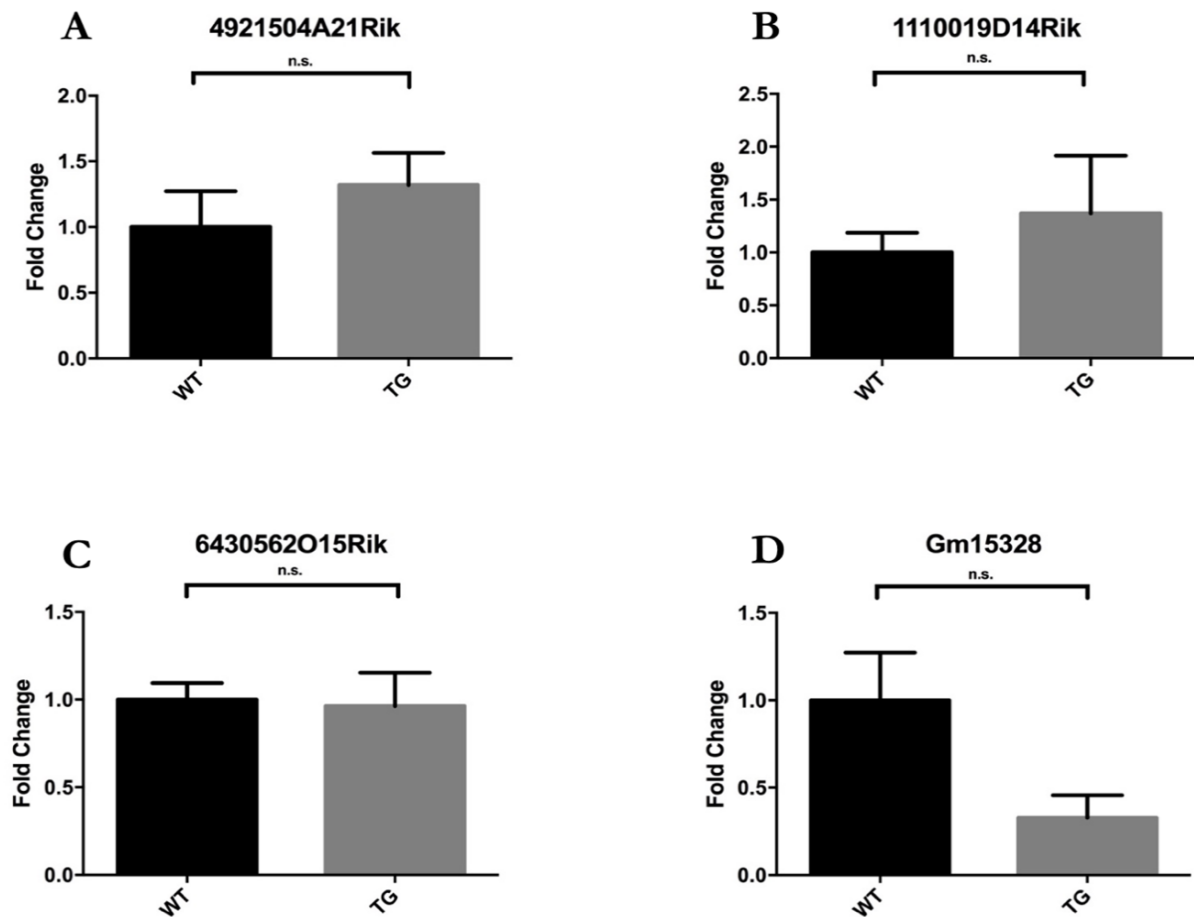 A
4921504A21Rik
n.s.
Fold Change
2.0
1.5
1.0
0.5
0.0
WT
TG
B
1110019D14Rik
n.s.
Fold Change
2.5
2.0
1.5
1.0
0.5
0.0
WT
TG
C
6430562O15Rik
n.s.
Fold Change
1.5
1.0
0.5
0.0
WT
TG
D
Gm15328
n.s.
Fold Change
1.5
1.0
0.5
0.0
WT
TG